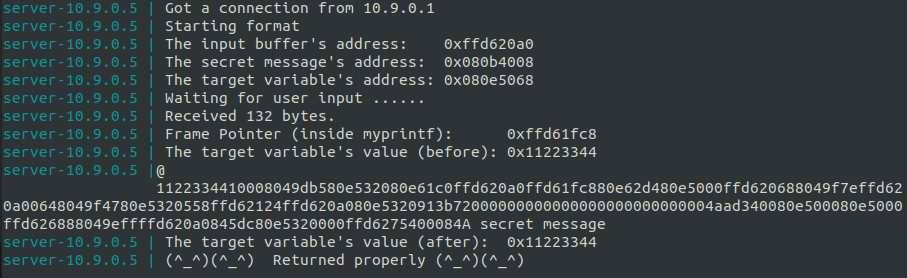 server-10.9.0.5 | Got a connection from 10.9.0.1
server-10.9.0.5 | Starting format
server-10.9.0.5 | The input buffer's address:    0xffd620a0
server-10.9.0.5 | The secret message's address:  0x080b4008
server-10.9.0.5 | The target variable's address: 0x080e5068
server-10.9.0.5 | Waiting for user input ......
server-10.9.0.5 | Received 132 bytes.
server-10.9.0.5 | Frame Pointer (inside myprintf):      0xffd61fc8
server-10.9.0.5 | The target variable's value (before): 0x11223344
server-10.9.0.5 |@
1122334410008049db580e532080e61c0ffd620a0ffd61fc880e62d480e5000ffd620688049f7effd62
0a00648049f4780e5320558ffd62124ffd620a080e5320913b7200000000000000000000000004aad340080e500080e5000
ffd626888049effffd620a0845dc80e5320000ffd6275400084A secret message
server-10.9.0.5 | The target variable's value (after):  0x11223344
server-10.9.0.5 | (^_^)(^_^)  Returned properly (^_^)(^_^)